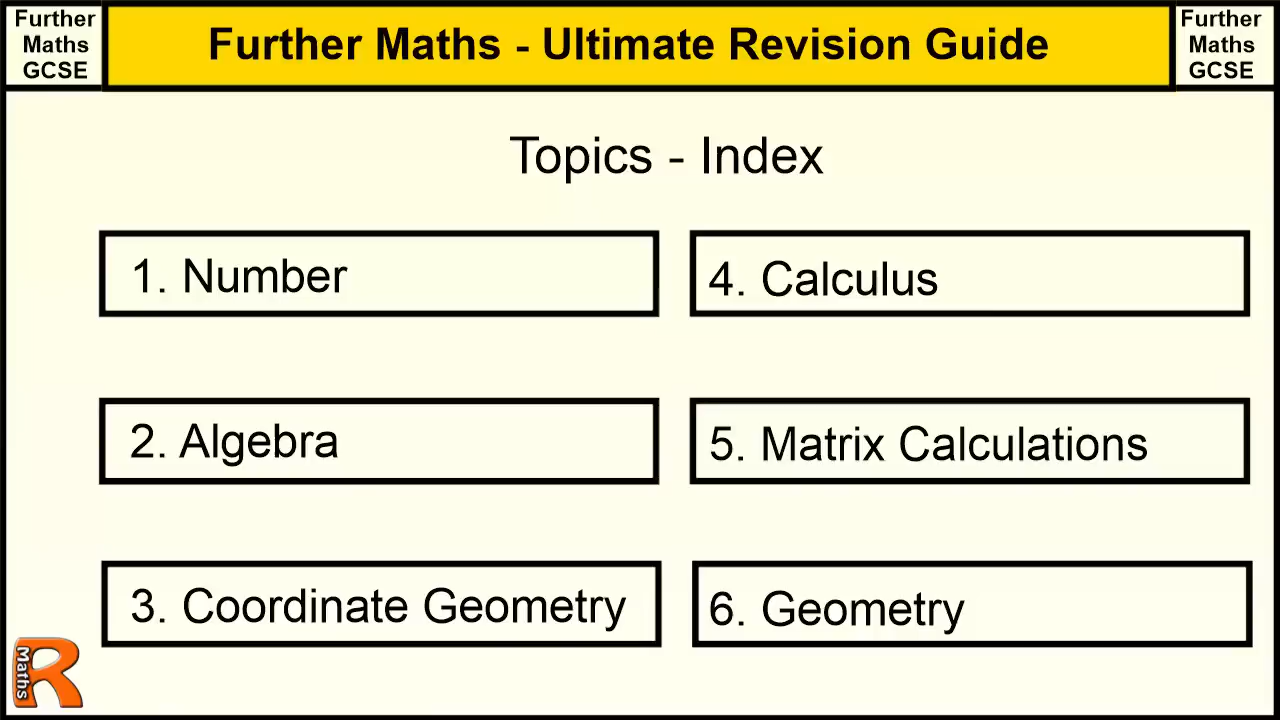 Further
Maths
GCSE
Further Maths - Ultimate Revision Guide
Further
Maths
GCSE
Topics - Index
1. Number
2. Algebra
3. Coordinate Geometry
4. Calculus
5. Matrix Calculations
6. Geometry
R
Maths